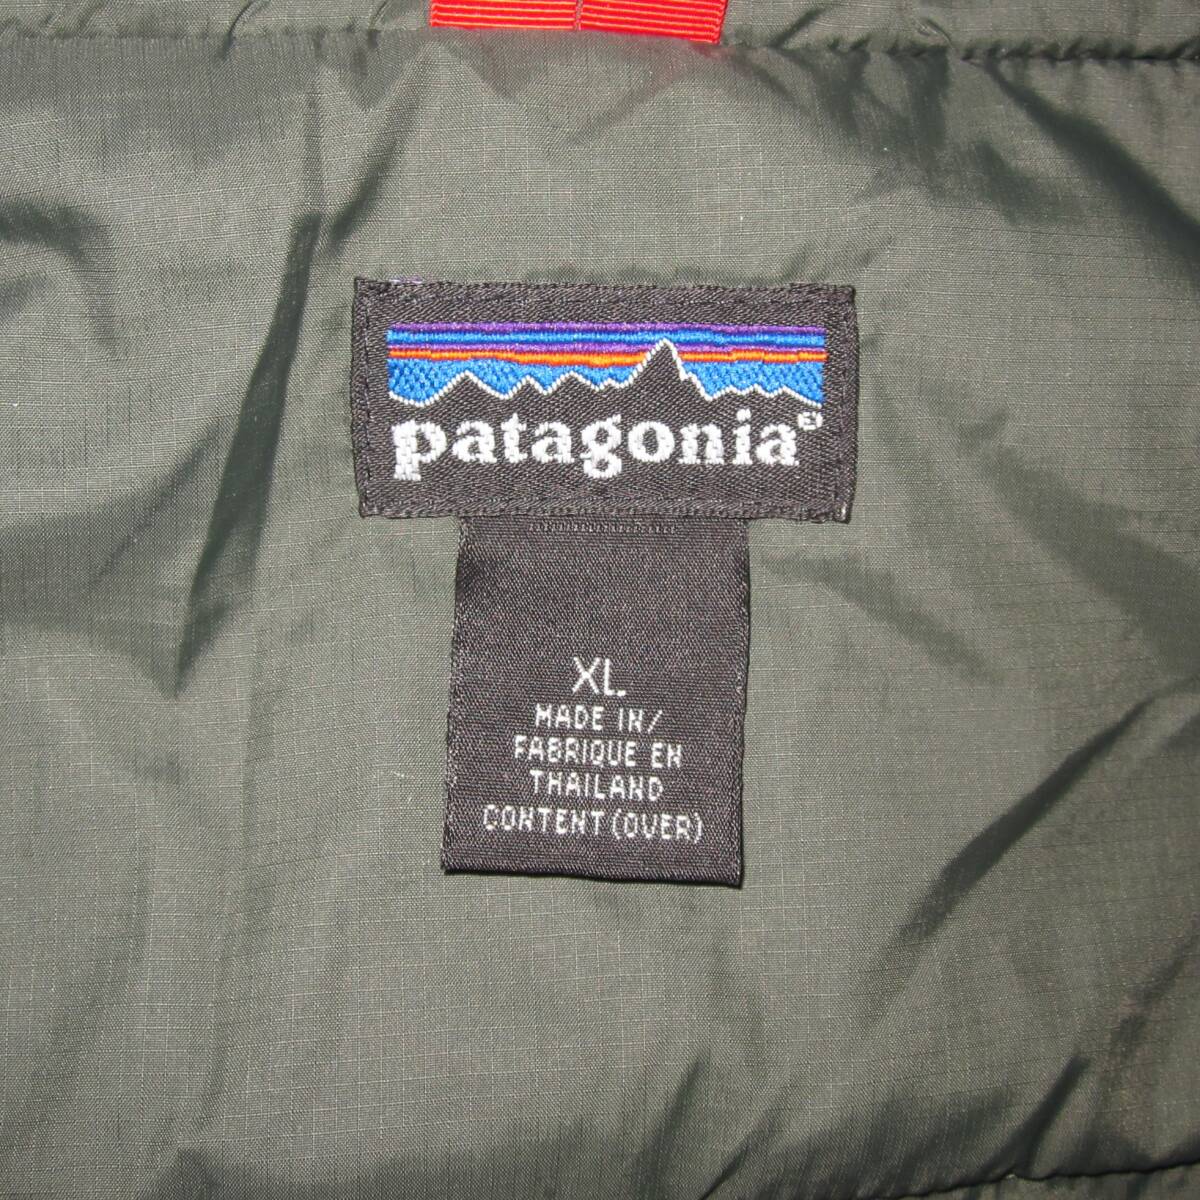 patagonia®
XL
MADE IN/
FABRIQUE EN
THAILAND
CONTENT (OVER)